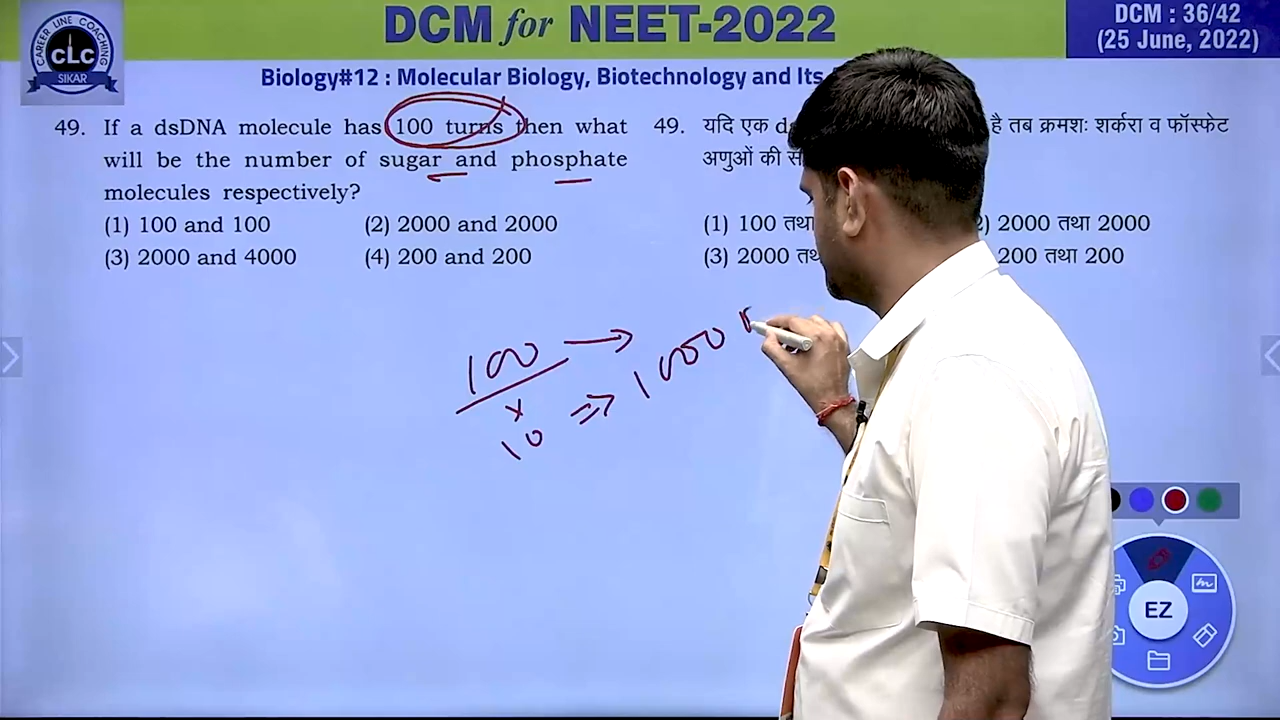 DCM for NEET-2022
DCM : 36/42
(25 June, 2022)
CAREER LINE COACHING
CLC
SIKAR
Biology#12 : Molecular Biology, Biotechnology and Its
49. If a dsDNA molecule has 100 turns then what
will be the number of sugar and phosphate
molecules respectively?
(1) 100 and 100 (2) 2000 and 2000
(3) 2000 and 4000 (4) 200 and 200
49. यदि एक है तब क्रमशः शर्करा व फॉस्फेट
अणुओं की
(1) 100 तथा 2000 तथा 2000
(3) 2000 200 तथा 200
100 →
x
10 ⇒ 1000
EZ